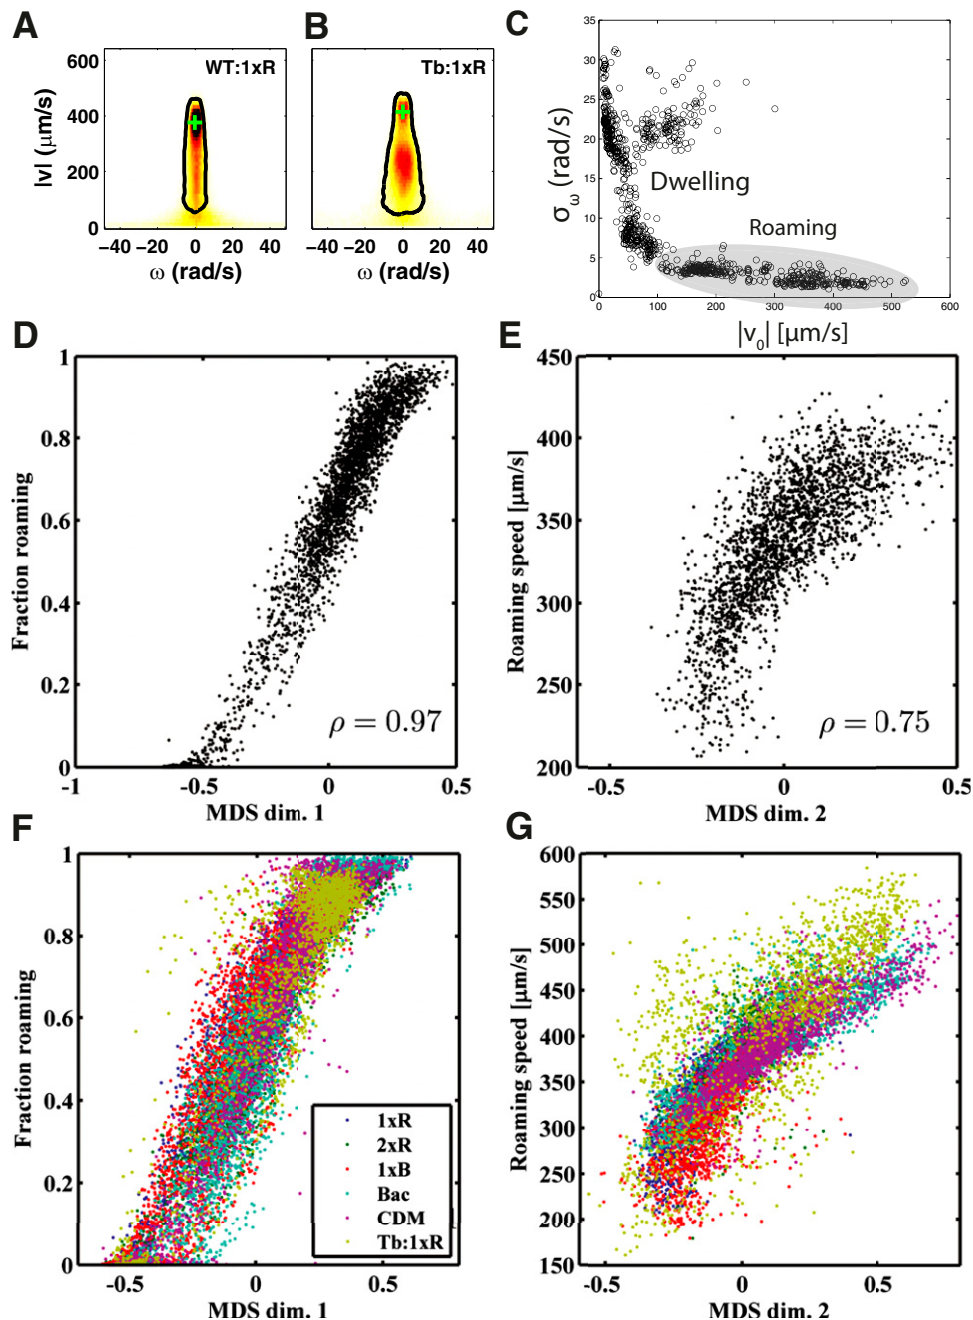 A
B
C
WT:1xR
Tb:1xR
|v| (μm/s)
600
400
200
0
−40 −20 0 20 40
ω (rad/s)
−40 −20 0 20 40
ω (rad/s)
σω (rad/s)
35
30
25
20
15
10
5
0
Dwelling
Roaming
0 100 200 300 400 500 600
|v0| [μm/s]
D
E
Fraction roaming
1
0.8
0.6
0.4
0.2
0
ρ = 0.97
-1 -0.5 0 0.5
MDS dim. 1
Roaming speed [μm/s]
450
400
350
300
250
200
ρ = 0.75
-0.5 0 0.5
MDS dim. 2
F
G
Fraction roaming
1
0.8
0.6
0.4
0.2
0
1xR
2xR
1xB
Bac
CDM
Tb:1xR
-0.5 0 0.5
MDS dim. 1
Roaming speed [μm/s]
600
550
500
450
400
350
300
250
200
150
-0.5 0 0.5
MDS dim. 2